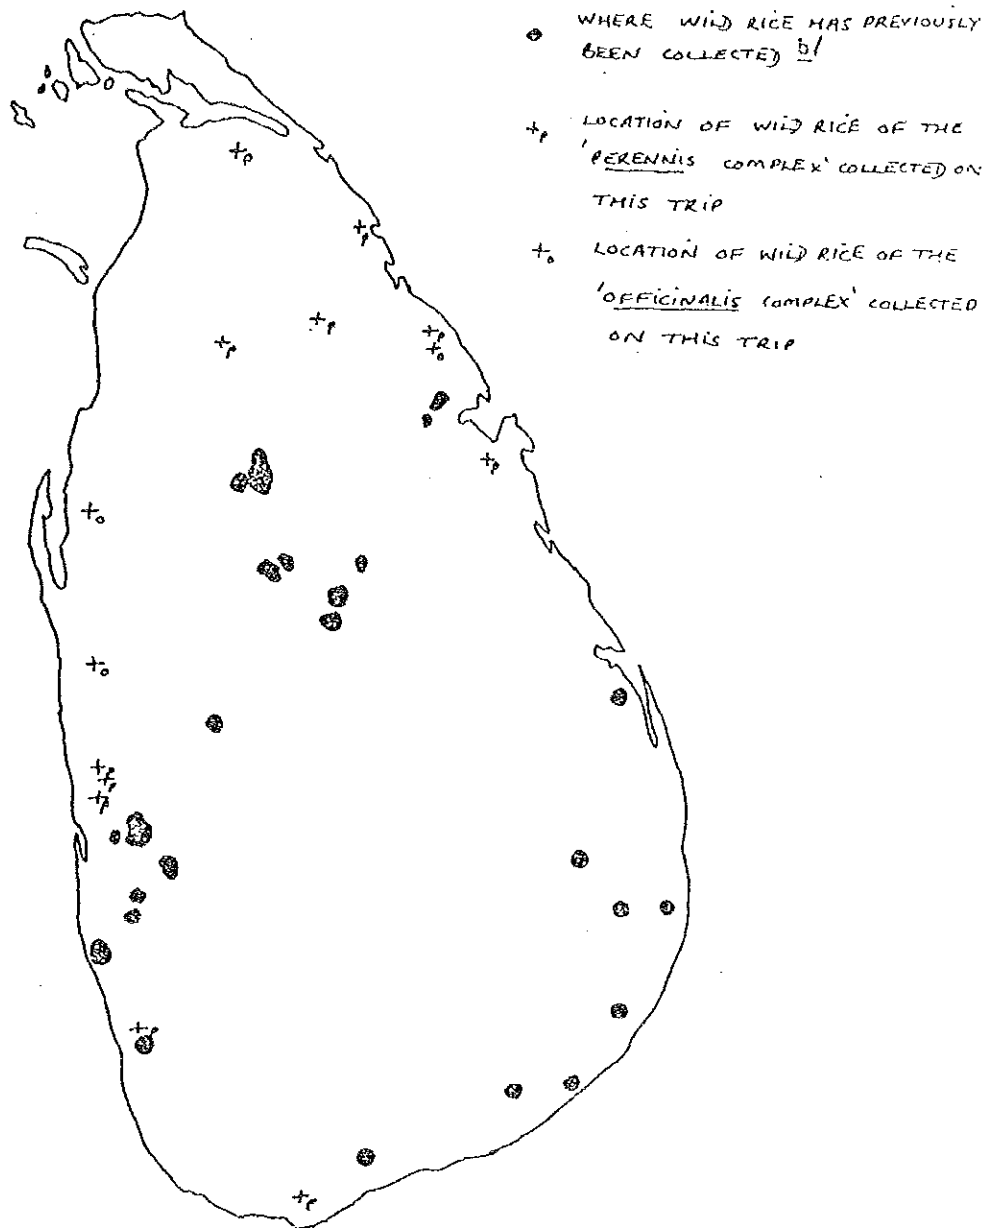 WHERE WILD RICE HAS PREVIOUSLY
BEEN COLLECTED b/
+p LOCATION OF WILD RICE OF THE
'PERENNIS COMPLEX' COLLECTED ON
THIS TRIP
+o LOCATION OF WILD RICE OF THE
'OFFICINALIS COMPLEX' COLLECTED
ON THIS TRIP
+p
+p
+p
+p
+p
+o
+p
+o
+o
+p
+p
+p
+p
+p